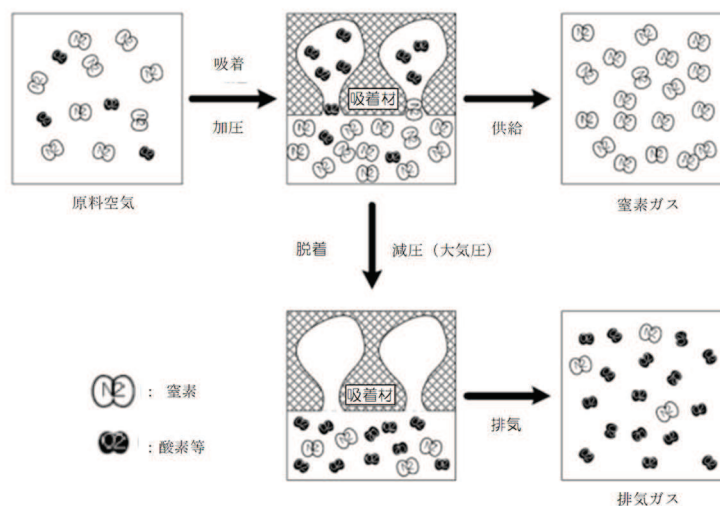 吸着
加圧
吸着材
供給
原料空気
窒素ガス
脱着
減圧（大気圧）
吸着材
排気
N2
： 窒素
O2
：酸素等
排気ガス